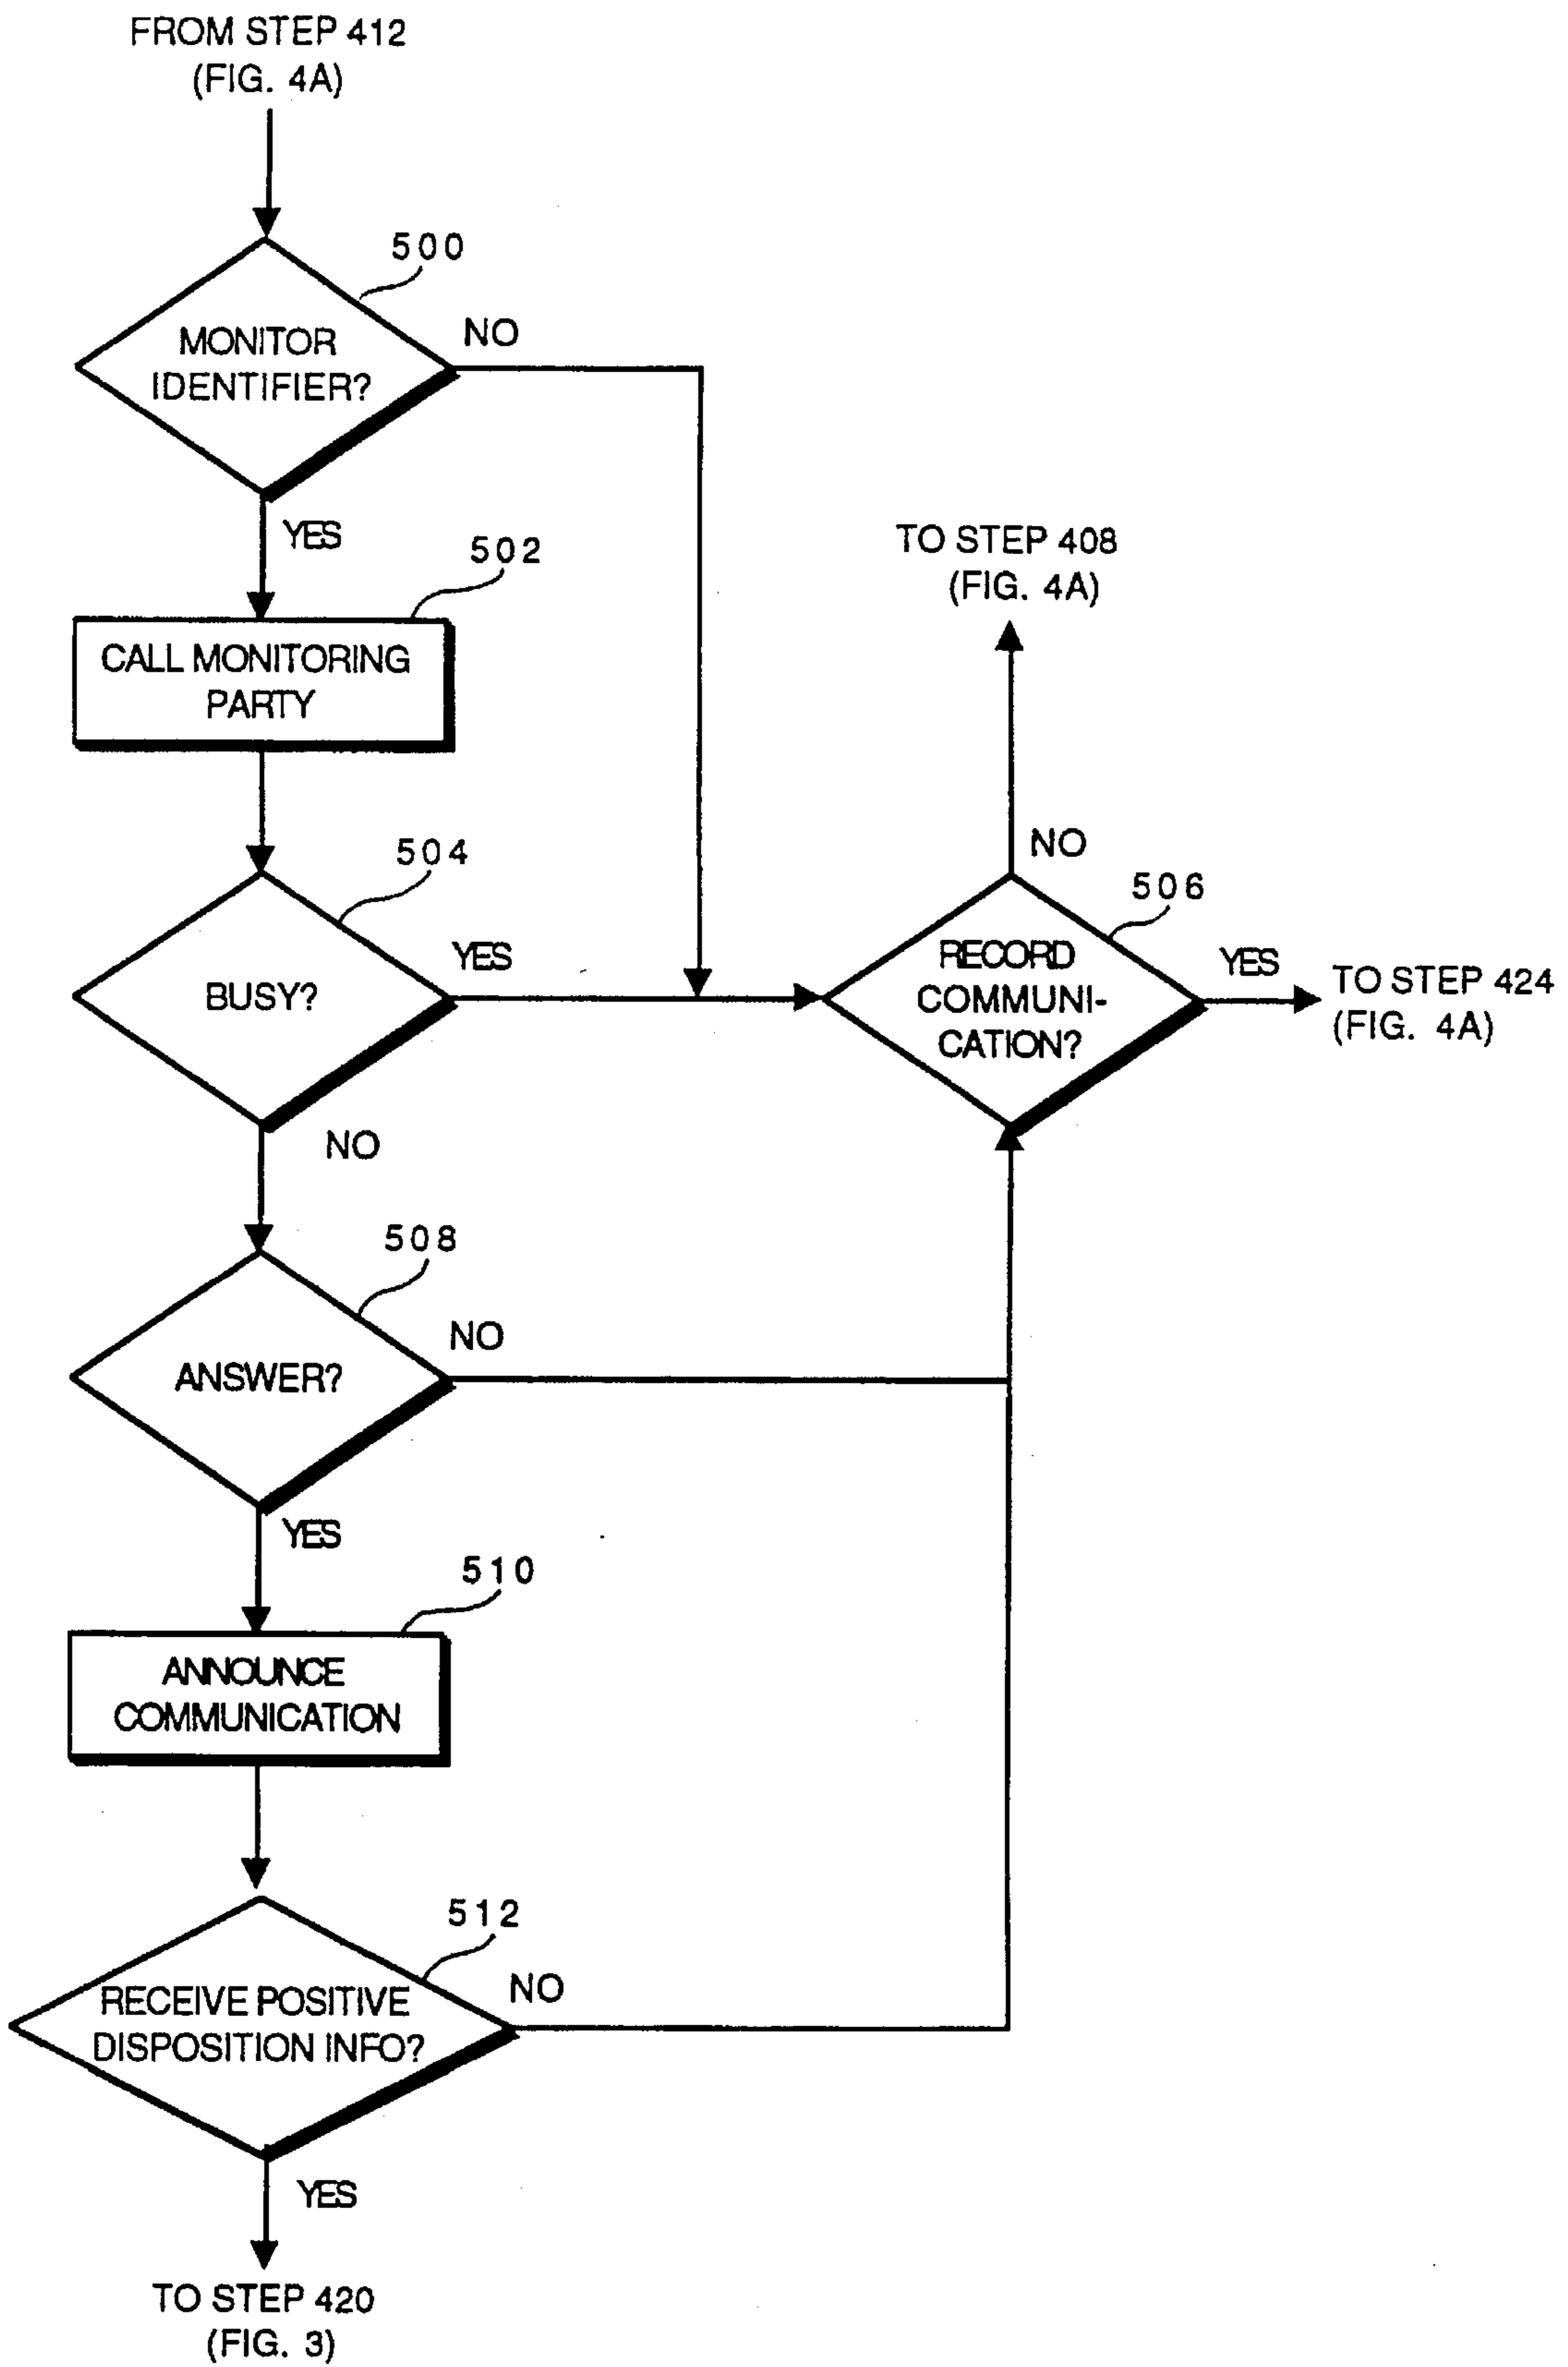 FROM STEP 412
(FIG. 4A)
500
MONITOR
IDENTIFIER?
NO
YES
502
CALL MONITORING
PARTY
504
BUSY?
YES
NO
TO STEP 408
(FIG. 4A)
NO
506
RECORD
COMMUNI-
CATION?
YES
TO STEP 424
(FIG. 4A)
508
ANSWER?
NO
YES
510
ANNOUNCE
COMMUNICATION
512
RECEIVE POSITIVE
DISPOSITION INFO?
NO
YES
TO STEP 420
(FIG. 3)